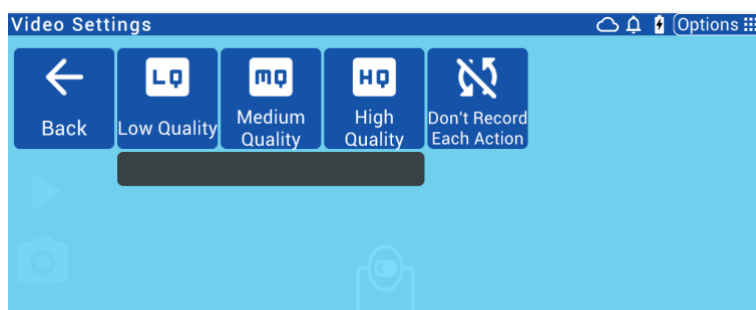 Video Settings
Options
LQ
MQ
HQ
Back
Low Quality
Medium
Quality
High
Quality
Don't Record
Each Action